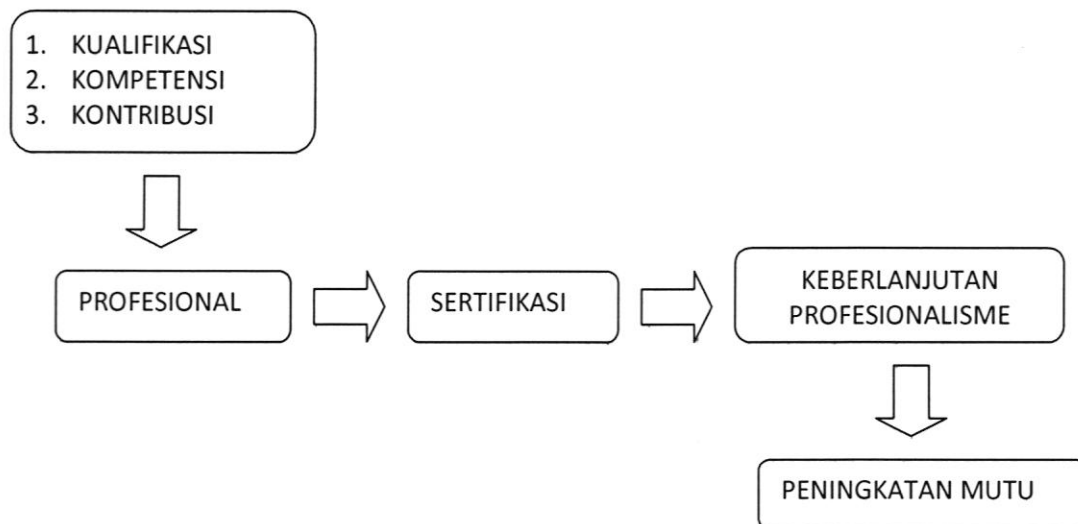 1. KUALIFIKASI
2. KOMPETENSI
3. KONTRIBUSI
PROFESIONAL
SERTIFIKASI
KEBERLANJUTAN
PROFESIONALISME
PENINGKATAN MUTU